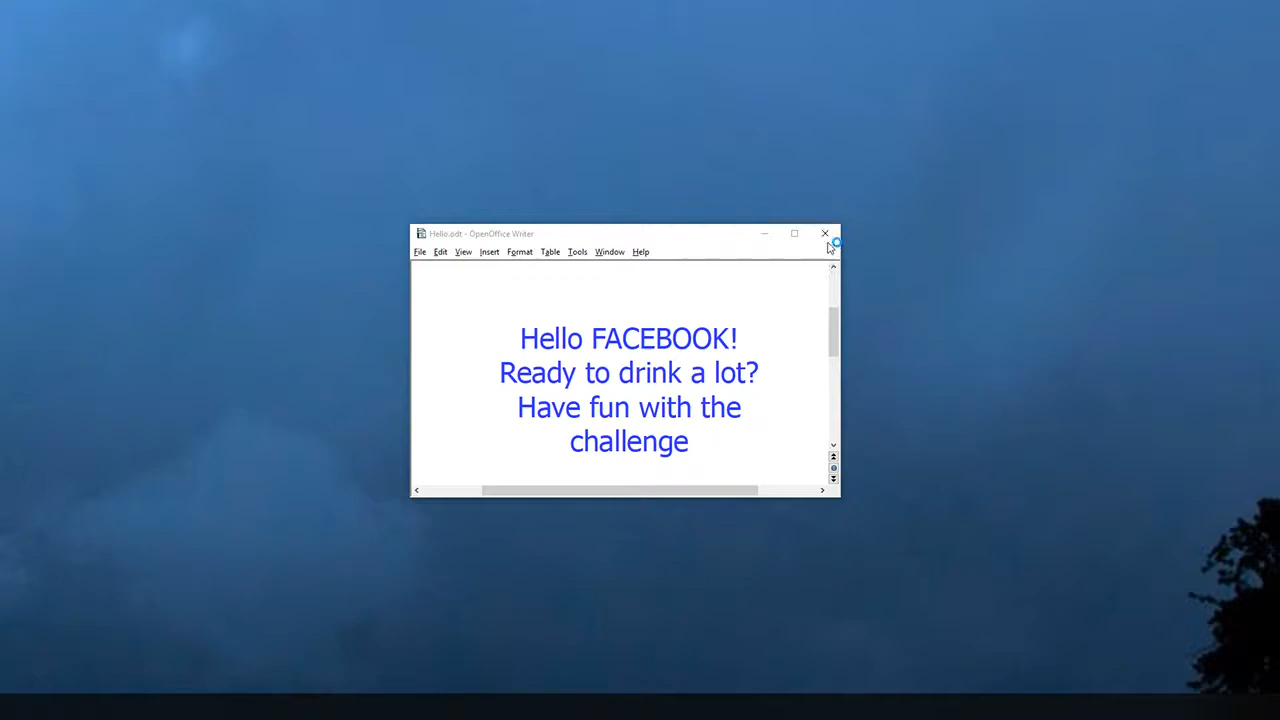 Hello.odt - OpenOffice Writer
File Edit View Insert Format Table Tools Window Help
Hello FACEBOOK!
Ready to drink a lot?
Have fun with the
challenge